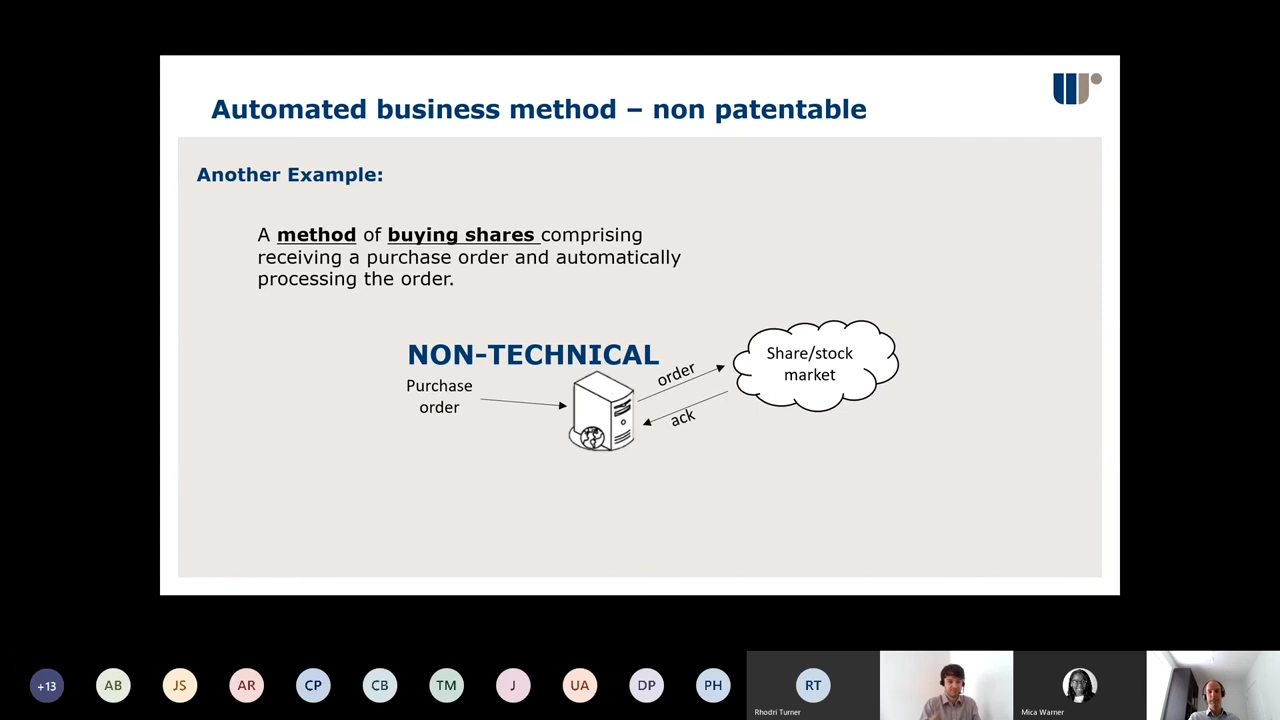 Automated business method – non patentable
Another Example:
A method of buying shares comprising
receiving a purchase order and automatically
processing the order.
NON-TECHNICAL
Purchase
order
order
ack
Share/stock
market
+13
AB
JS
AR
CP
CB
TM
J
UA
DP
PH
RT
Rhodri Turner
Mica Warner